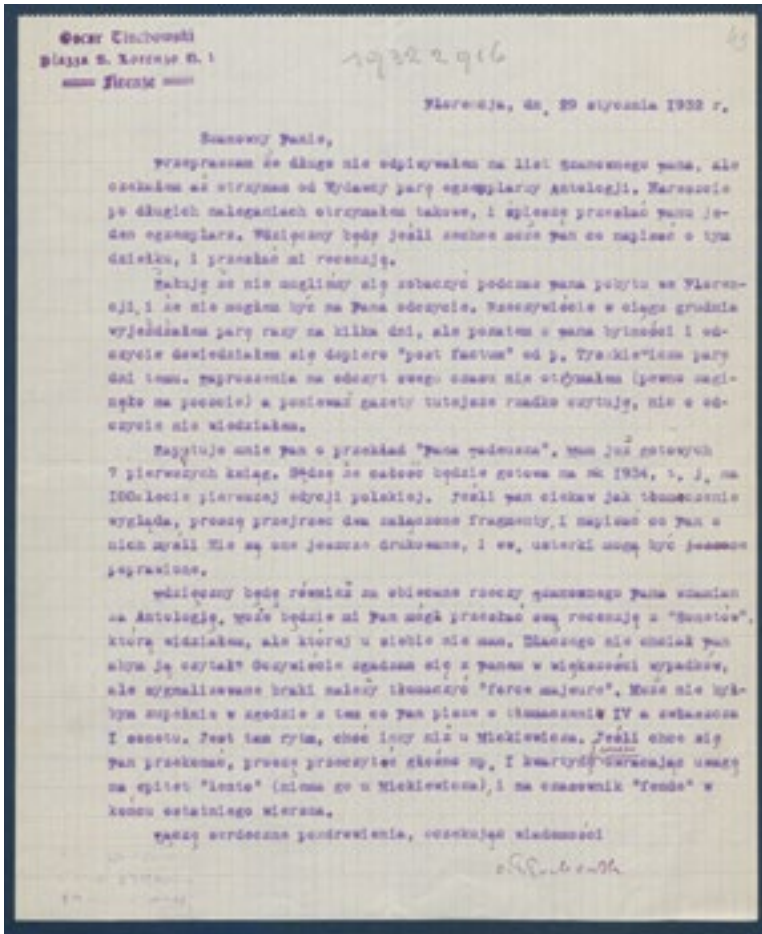 Oscar Tinchowski
Piazza S. Lorenzo N. 1
Firenze
19322916
Florencja, dn. 29 stycznia 1932 r.
Szanowny Panie,
Przepraszam że długo nie odpisywałem na list Szanownego Pana, ale
czekałem aż otrzymam od Wydawcy parę egzemplarzy Antologji. Nareszcie
po długich naleganiach otrzymałem takowe, i śpieszę przesłać Panu je-
den egzemplarz. Wdzięczny będę jeśli zechce może Pan co napisać o tym
dziełku, i przesłać mi recenzję.
Żałuję że nie mogliśmy się zobaczyć podczas Pana pobytu we Floren-
cji, i że nie mogłem być na Pana odczycie. Rzeczywiście w ciągu grudnia
wyjeżdżałem parę razy na kilka dni, ale pozatem o Pana bytności i od-
czycie dowiedziałem się dopiero "post factum" od p. parę
dni temu. Zaproszenia na odczyt swego czasu nie otrzymałem (pewno zagi-
nęło na poczcie) a ponieważ gazety tutejsze rzadko czytuję, nic o od-
czycie nie wiedziałem.
Zapytuje mnie Pan o przekład "Pana Tadeusza". Mam już gotowych
7 pierwszych ksiąg. Sądzę że całość będzie gotowa na rok 1934, t. j. na
100-lecie pierwszej edycji polskiej. Jeśli Pan ciekaw jak tłumaczenie
wygląda, proszę przejrzeć dwa załączone fragmenty, i napisać co Pan o
nich myśli Nie są one jeszcze drukowane, i ew. usterki mogą być jeszcze
poprawione.
Wdzięczny będę również za obiecane rzeczy Szanownego Pana wzamian
za Antologję. Może będzie mi Pan mógł przesłać swą recenzję z "Sonetów",
którą widziałem, ale której u siebie nie mam. Dlaczego nie chciał Pan
abym ją czytał? Oczywiście zgadzam się z Panem w większości wypadków,
ale sygnalizowane braki należy tłumaczyć "force majeure". Może nie był-
bym zupełnie w zgodzie z tem co Pan pisze o tłumaczeniu IV a zwłaszcza
I sonetu. Jest tam rytm, choć inny niż u Mickiewicza. Jeśli chce się
Pan przekonać, proszę przeczytać głośno np. I kwartynę zwracając uwagę
na epitet "lento" (niema go u Mickiewicza), i na czasownik "fende" w
końcu ostatniego wiersza.
Łączę serdeczne pozdrowienia, oczekując wiadomości